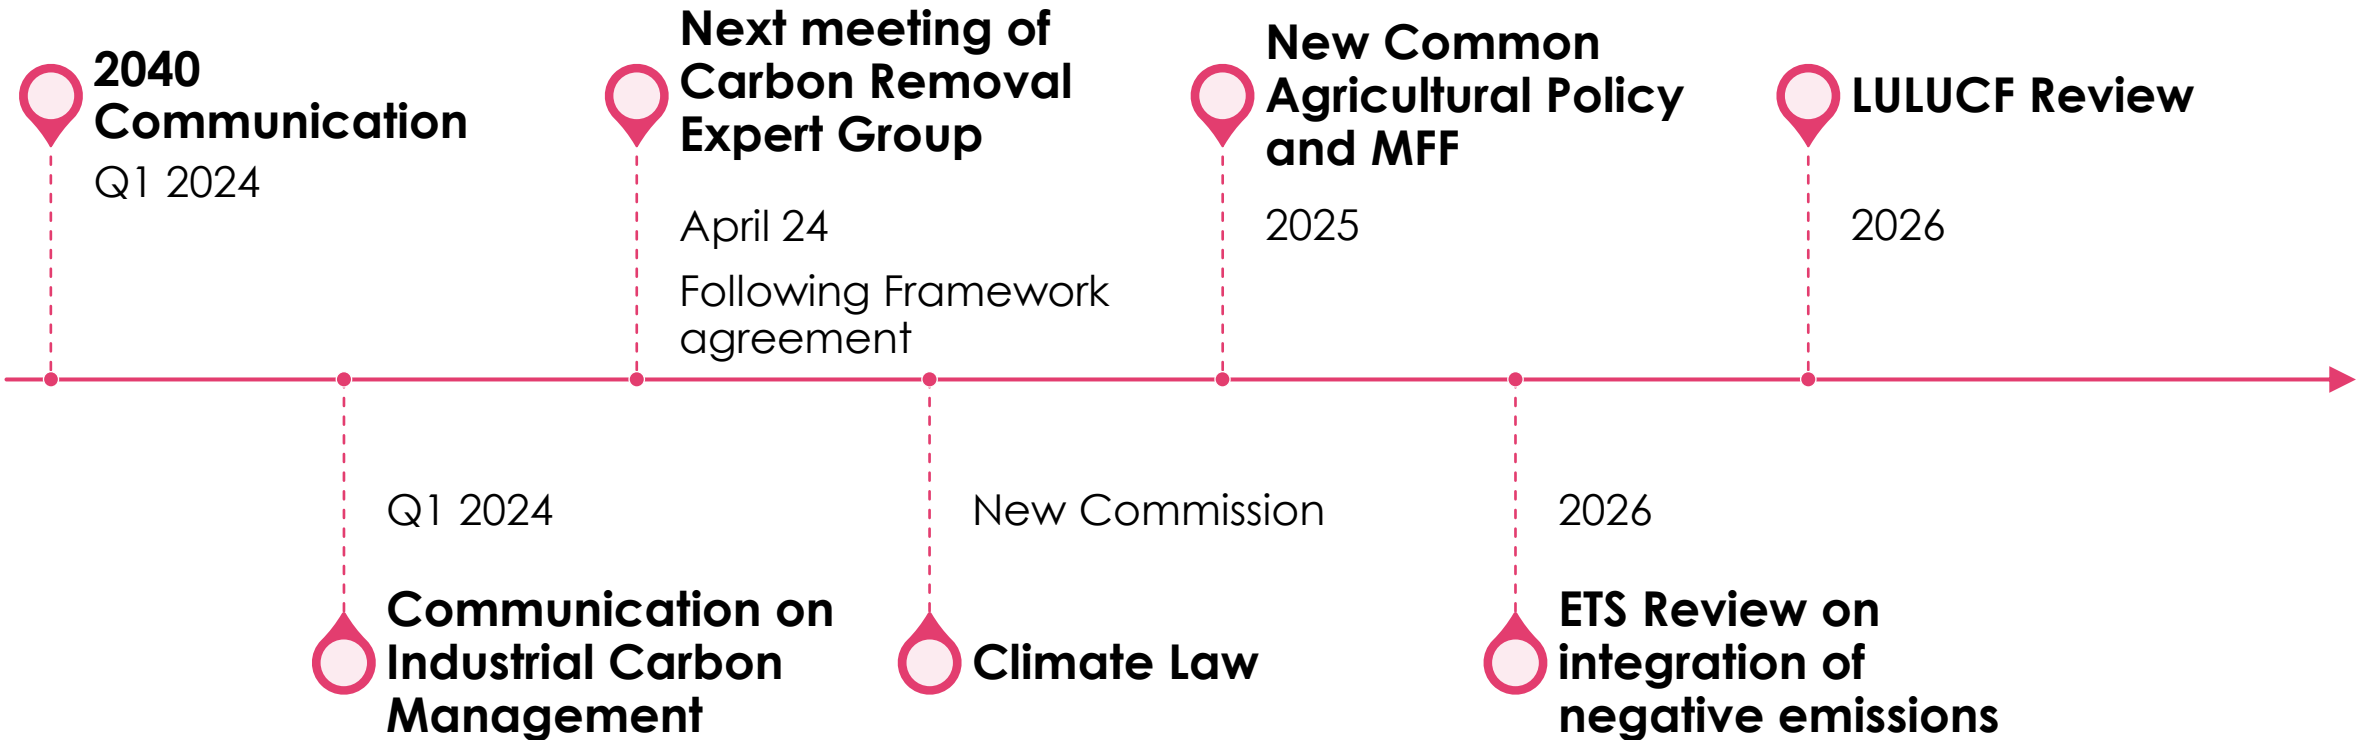 2040
Communication
Q1 2024
Next meeting of
Carbon Removal
Expert Group
April 24
Following Framework
agreement
New Common
Agricultural Policy
and MFF
2025
LULUCF Review
2026
Q1 2024
Communication on
Industrial Carbon
Management
New Commission
Climate Law
2026
ETS Review on
integration of
negative emissions